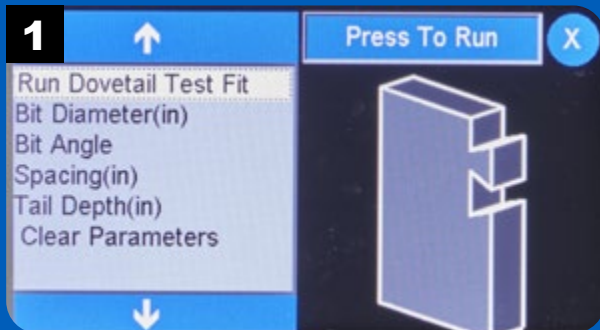 1
Press To Run
X
Run Dovetail Test Fit
Bit Diameter(in)
Bit Angle
Spacing(in)
Tail Depth(in)
Clear Parameters